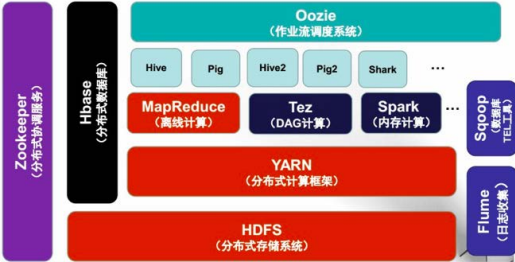 Oozie
(作业流调度系统)
Zookeeper
(分布式协调服务)
Hbase
(分布式数据库)
Hive
Pig
Hive2
Pig2
Shark
...
MapReduce
(离线计算)
Tez
(DAG计算)
Spark
(内存计算)
...
Sqoop
(数据库
TEL工具)
YARN
(分布式计算框架)
Flume
(日志收集)
HDFS
(分布式存储系统)